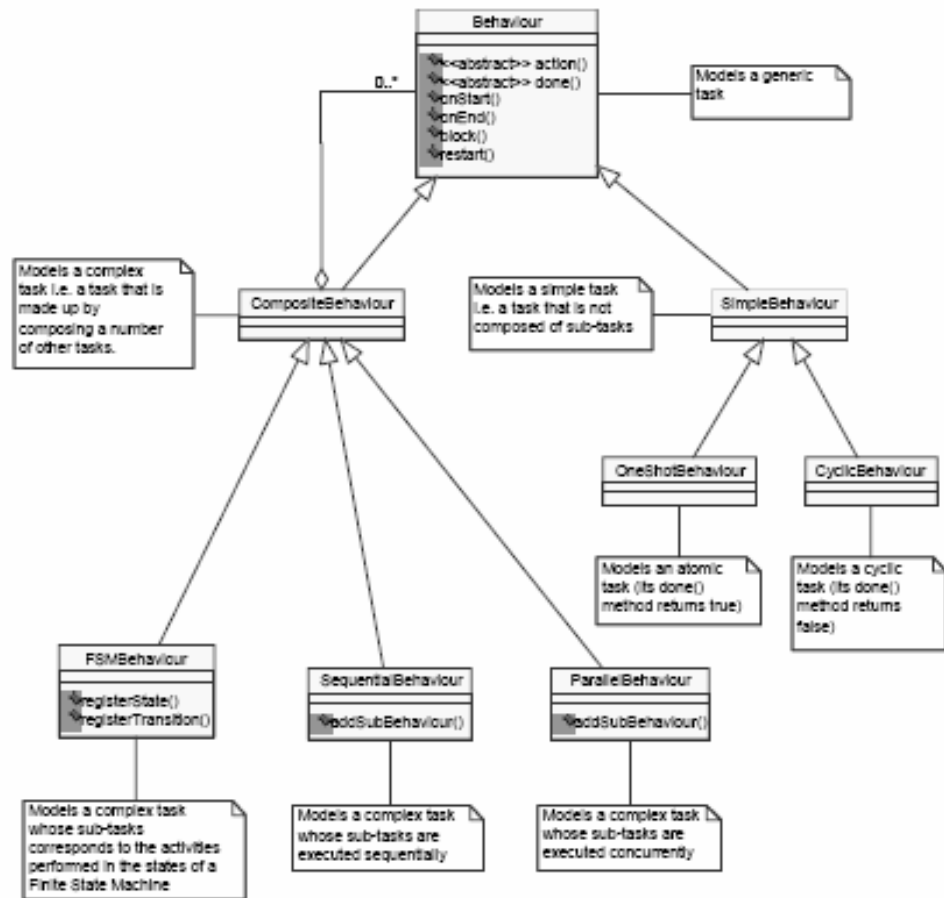 Behaviour
<<abstract>> action()
<<abstract>> done()
onStart()
onEnd()
block()
restart()
0..*
Models a generic
task
Models a complex
task i.e. a task that is
made up by
composing a number
of other tasks.
CompositeBehaviour
Models a simple task
i.e. a task that is not
composed of sub-tasks
SimpleBehaviour
OneShotBehaviour
CyclicBehaviour
Models an atomic
task (its done()
method returns true)
Models a cyclic
task (its done()
method returns
false)
FSMBehaviour
registerState()
registerTransition()
SequentialBehaviour
addSubBehaviour()
ParallelBehaviour
addSubBehaviour()
Models a complex task
whose sub-tasks
corresponds to the activities
performed in the states of a
Finite State Machine
Models a complex task
whose sub-tasks are
executed sequentially
Models a complex task
whose sub-tasks are
executed concurrently